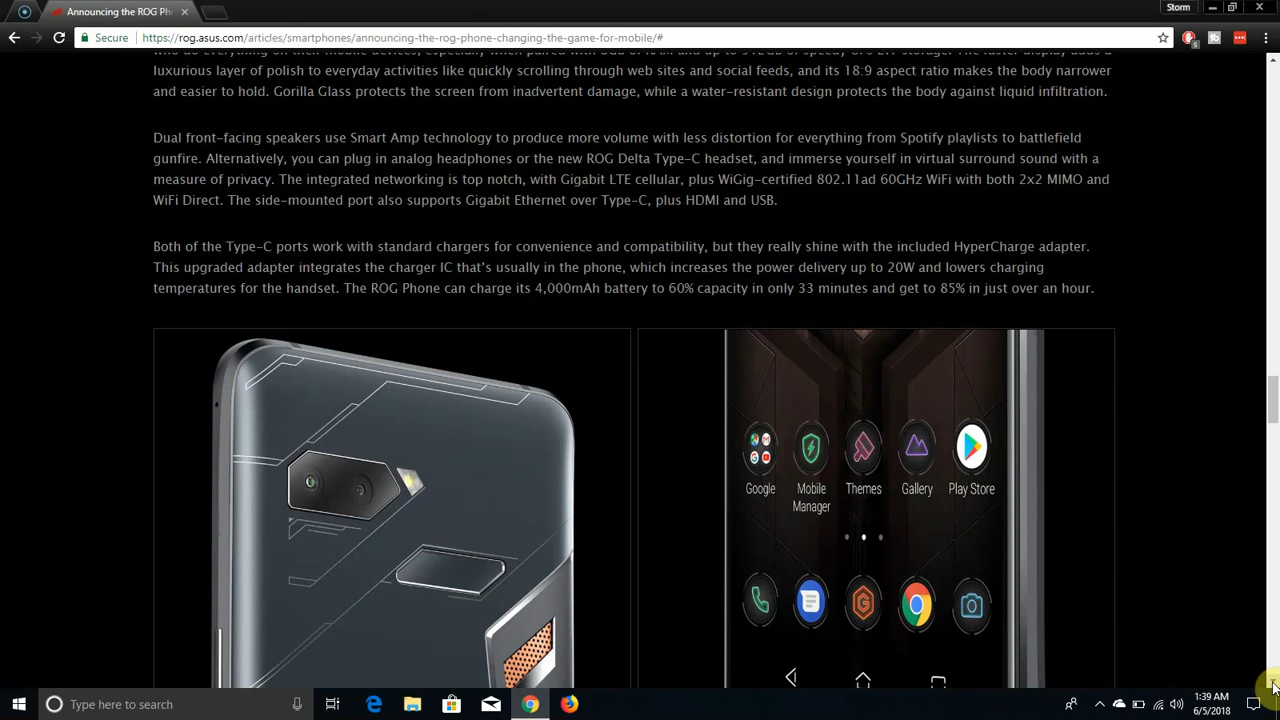 Announcing the ROG Ph
Storm
Secure
https://rog.asus.com/articles/smartphones/announcing-the-rog-phone-changing-the-game-for-mobile/#
5
luxurious layer of polish to everyday activities like quickly scrolling through web sites and social feeds, and its 18:9 aspect ratio makes the body narrower
and easier to hold. Gorilla Glass protects the screen from inadvertent damage, while a water-resistant design protects the body against liquid infiltration.
Dual front-facing speakers use Smart Amp technology to produce more volume with less distortion for everything from Spotify playlists to battlefield
gunfire. Alternatively, you can plug in analog headphones or the new ROG Delta Type-C headset, and immerse yourself in virtual surround sound with a
measure of privacy. The integrated networking is top notch, with Gigabit LTE cellular, plus WiGig-certified 802.11ad 60GHz WiFi with both 2x2 MIMO and
WiFi Direct. The side-mounted port also supports Gigabit Ethernet over Type-C, plus HDMI and USB.
Both of the Type-C ports work with standard chargers for convenience and compatibility, but they really shine with the included HyperCharge adapter.
This upgraded adapter integrates the charger IC that's usually in the phone, which increases the power delivery up to 20W and lowers charging
temperatures for the handset. The ROG Phone can charge its 4,000mAh battery to 60% capacity in only 33 minutes and get to 85% in just over an hour.
Google
Mobile
Manager
Themes
Gallery
Play Store
Type here to search
1:39 AM
6/5/2018